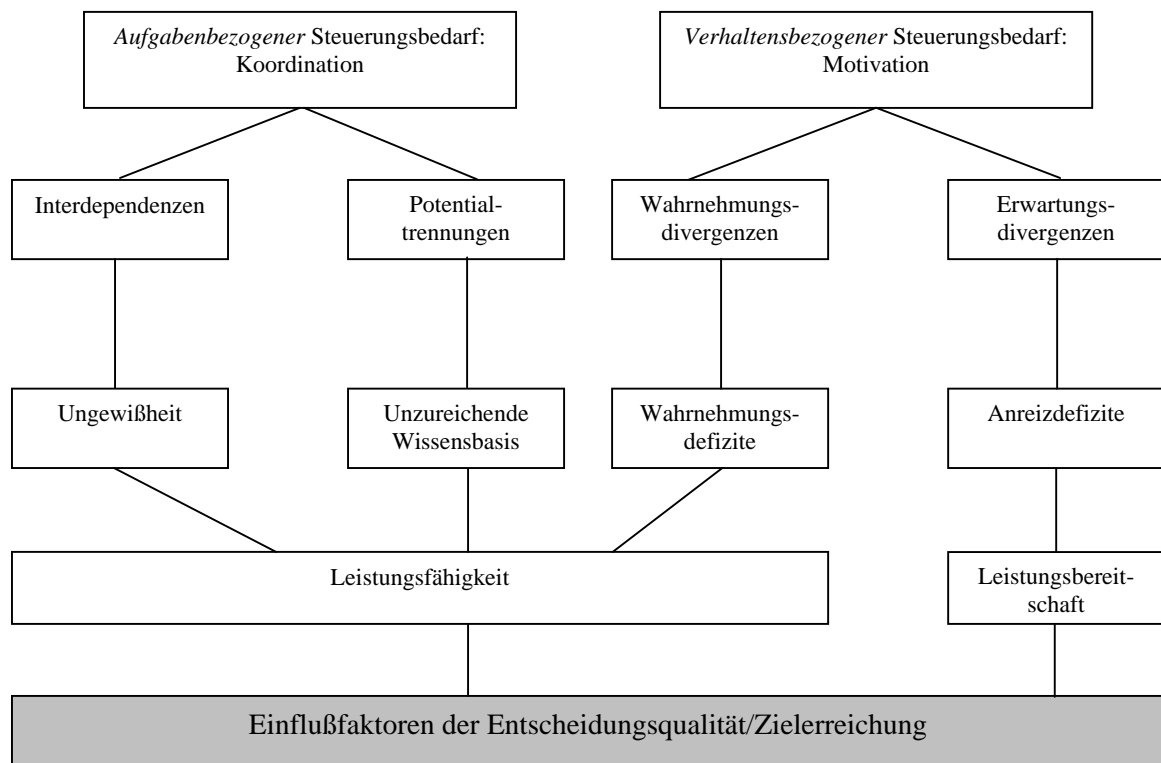 Aufgabenbezogener Steuerungsbedarf:
Koordination
Verhaltensbezogener Steuerungsbedarf:
Motivation
Interdependenzen
Potential-
trennungen
Wahrnehmungs-
divergenzen
Erwartungs-
divergenzen
Ungewißheit
Unzureichende
Wissensbasis
Wahrnehmungs-
defizite
Anreizdefizite
Leistungsfähigkeit
Leistungsbereit-
schaft
Einflußfaktoren der Entscheidungsqualität/Zielerreichung